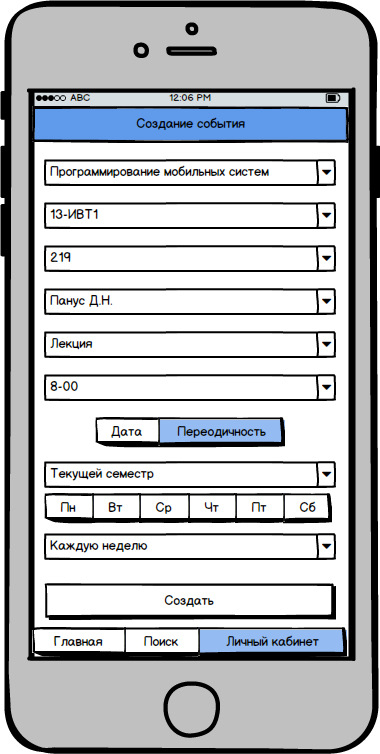 ABC 12:06 PM
Создание события
Программирование мобильных систем
13-ИВТ1
219
Панус Д.Н.
Лекция
8-00
Дата Переодичность
Текущей семестр
Пн Вт Ср Чт Пт Сб
Каждую неделю
Создать
Главная Поиск Личный кабинет